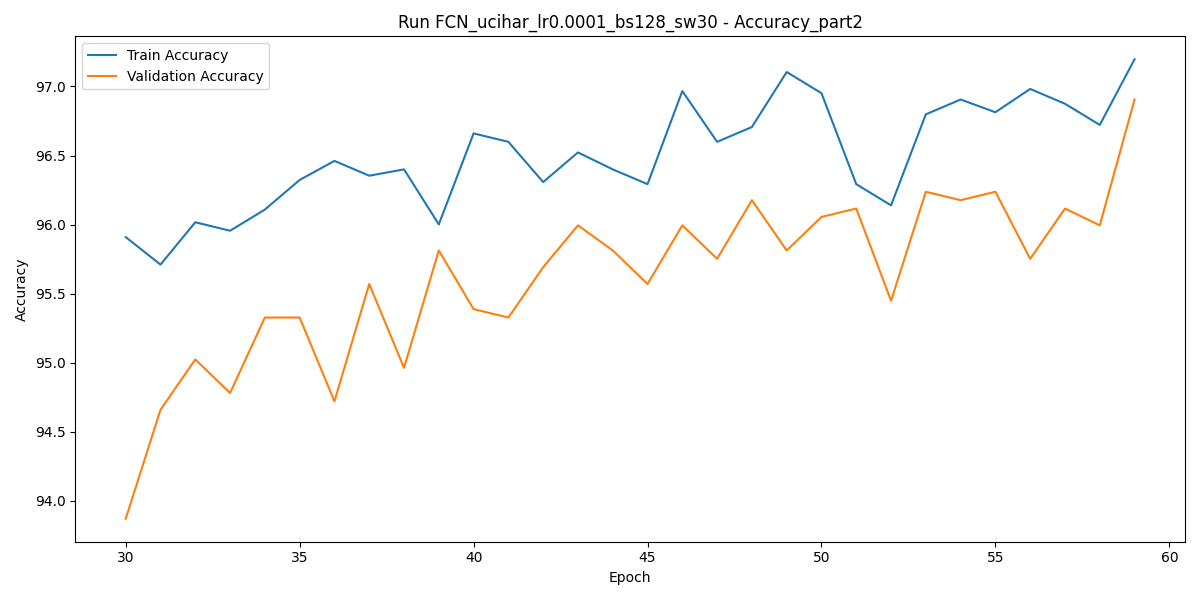 Run FCN_ucihar_lr0.0001_bs128_sw30 - Accuracy_part2
Train Accuracy
Validation Accuracy
97.0
96.5
96.0
95.5
95.0
94.5
94.0
Accuracy
30 35 40 45 50 55 60
Epoch